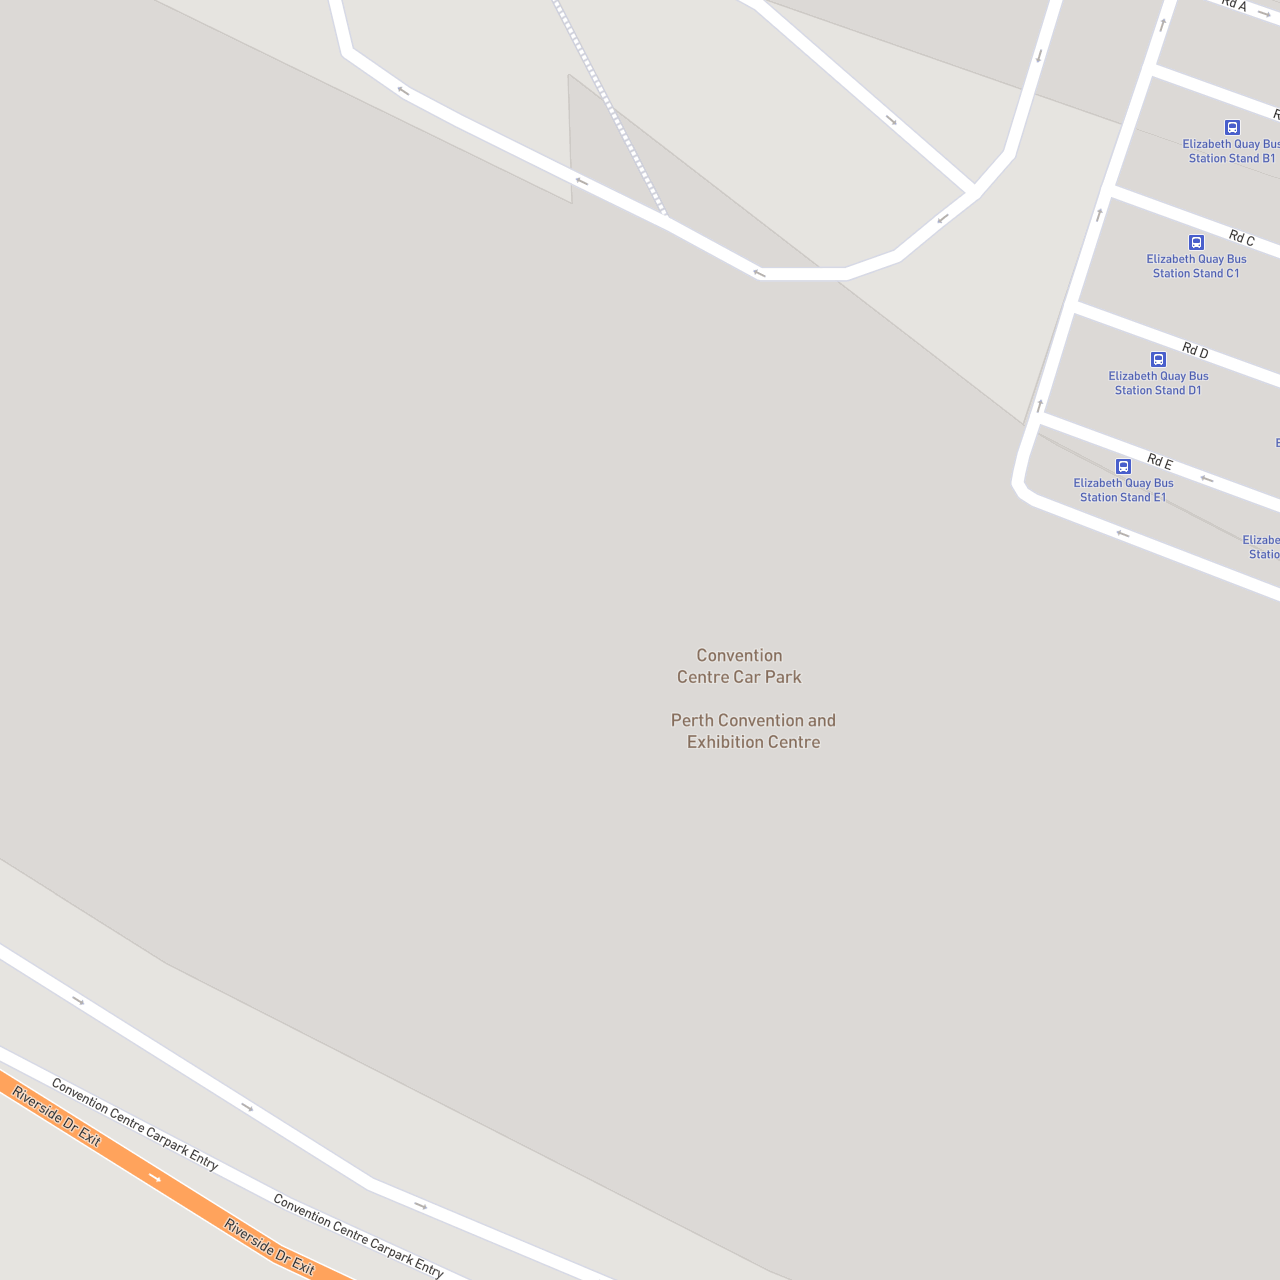 Rd A
Elizabeth Quay Bus
Station Stand B1
Rd C
Elizabeth Quay Bus
Station Stand C1
Rd D
Elizabeth Quay Bus
Station Stand D1
Rd E
Elizabeth Quay Bus
Station Stand E1
Convention
Centre Car Park
Perth Convention and
Exhibition Centre
Convention Centre Carpark Entry
Riverside Dr Exit
Convention Centre Carpark Entry
Riverside Dr Exit